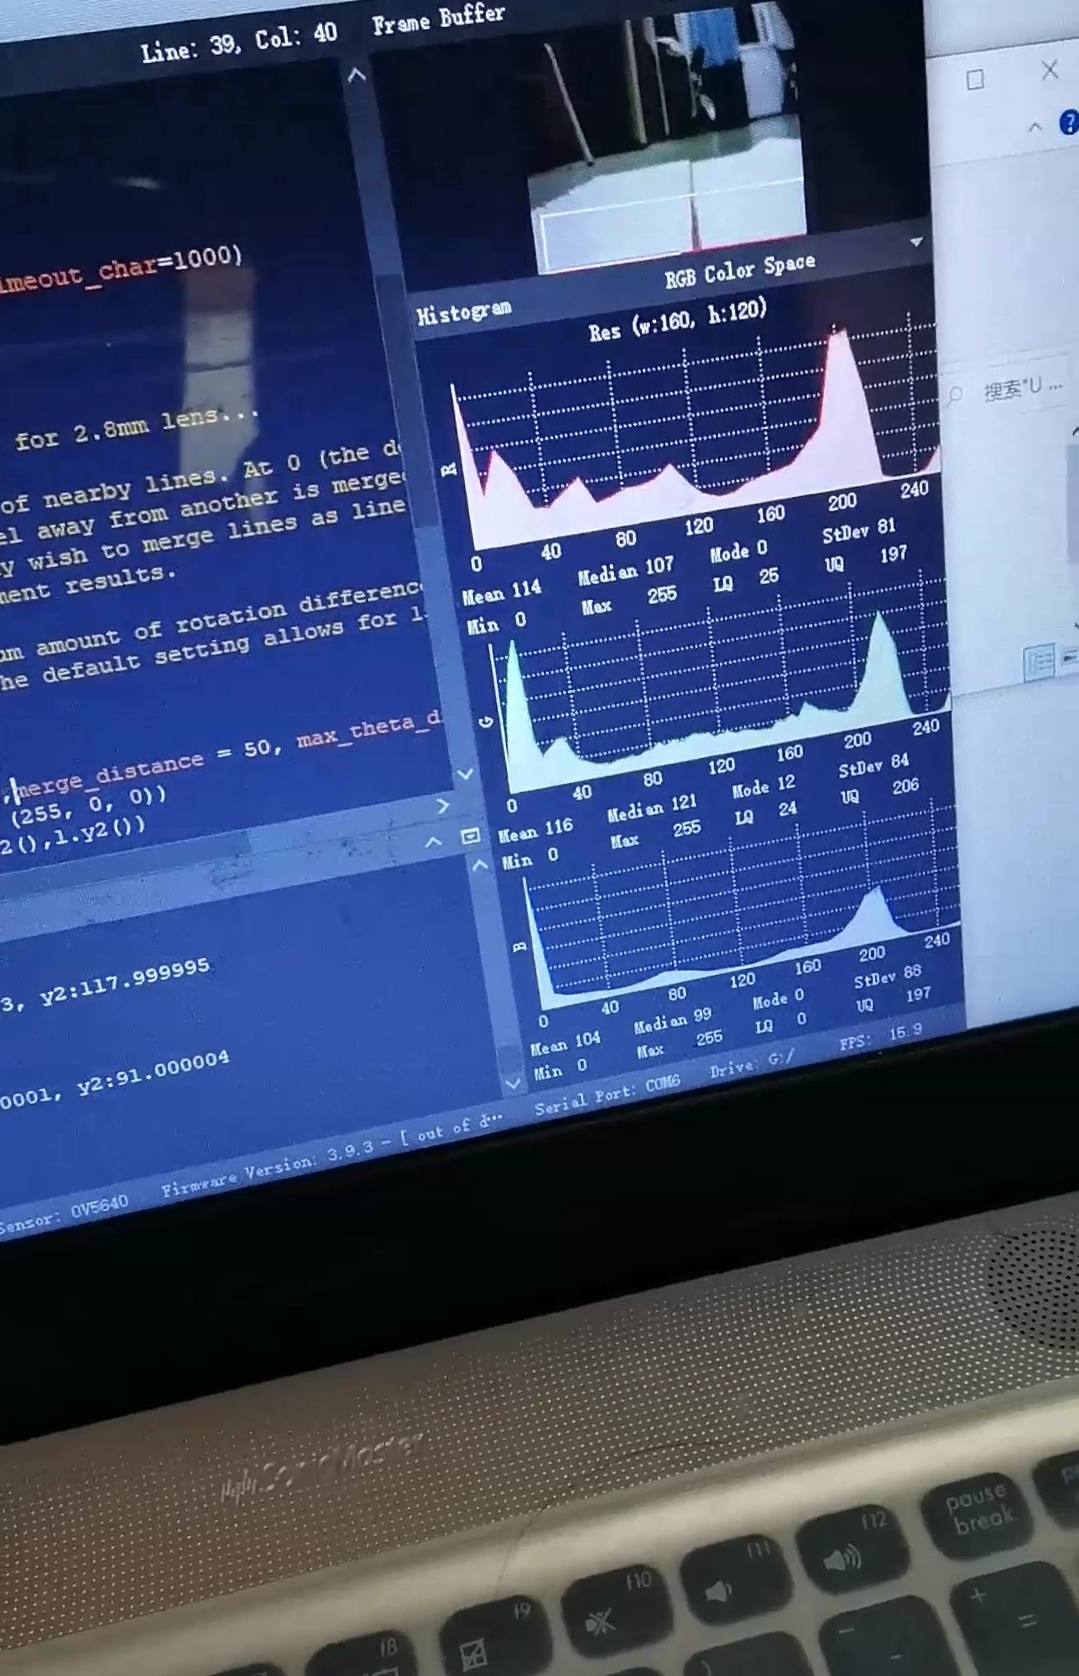 Line: 39, Col: 40
Frame Buffer
imeout_char=1000)
for 2.8mm lens...
of nearby lines. At 0 (the d
el away from another is merge
y wish to merge lines as line
ment results.
um amount of rotation differenc
he default setting allows for l
,merge_distance = 50, max_theta_d
(255, 0, 0))
2(),l.y2())
3, y2:117.999995
0001, y2:91.000004
Histogram
RGB Color Space
Res (w:160, h:120)
R
0 40 80 120 160 200 240
Mean 114 Median 107 Mode 0 StDev 81
Min 0 Max 255 LQ 25 UQ 197
G
0 40 80 120 160 200 240
Mean 116 Median 121 Mode 12 StDev 84
Min 0 Max 255 LQ 24 UQ 206
B
0 40 80 120 160 200 240
Mean 104 Median 99 Mode 0 StDev 88
Min 0 Max 255 LQ 0 UQ 197
Sensor: OV5640 Firmware Version: 3.9.3 - [ out of d... Serial Port: COM6 Drive: G:/ FPS: 15.9
搜索"U ...
SonicMaster
f8
f9
f10
f11
f12
pause
break